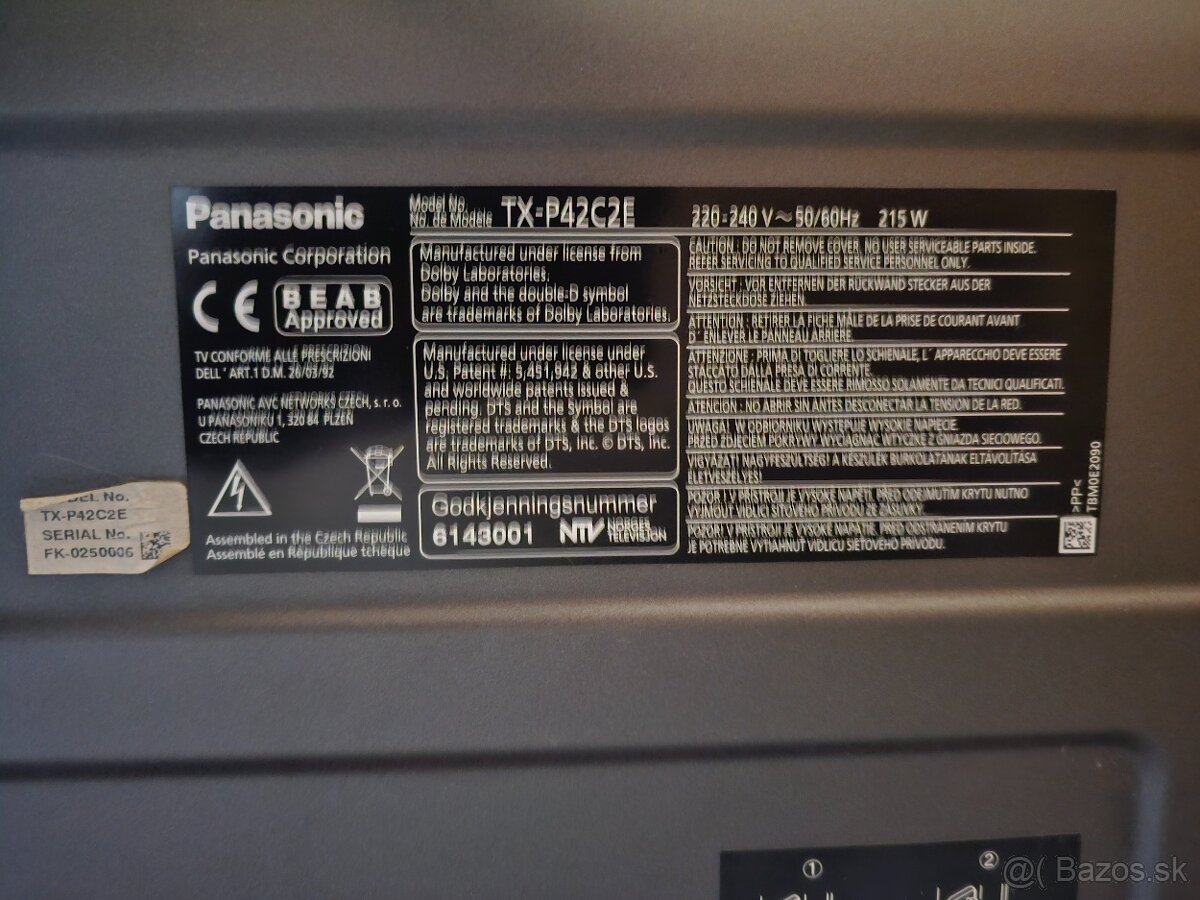 Panasonic
Panasonic Corporation
CE
BEAB
Approved
TV CONFORME ALLE PRESCRIZIONI
DELL' ART.1 D.M. 26/03/92
PANASONIC AVC NETWORKS CZECH, s. r. o.
U PANASONIKU 1, 320 84 PLZEN
CZECH REPUBLIC
Assembled in the Czech Republic
Assemblé en République tchèque
Model No.
No. de Modèle
TX-P42C2E
220-240 V ~ 50/60Hz 215 W
Manufactured under license from
Dolby Laboratories.
Dolby and the double-D symbol
are trademarks of Dolby Laboratories.
Manufactured under license under
U.S. Patent #: 5,451,942 & other U.S.
and worldwide patents issued &
pending. DTS and the Symbol are
registered trademarks & the DTS logos
are trademarks of DTS, Inc. © DTS, Inc.
All Rights Reserved.
Godkjenningsnummer
6143001 NTV NORGES
TELEVISJON
CAUTION : DO NOT REMOVE COVER. NO USER SERVICEABLE PARTS INSIDE.
REFER SERVICING TO QUALIFIED SERVICE PERSONNEL ONLY.
VORSICHT : VOR ENTFERNEN DER RÜCKWAND STECKER AUS DER
NETZSTECKDOSE ZIEHEN.
ATTENTION : RETIRER LA FICHE MÂLE DE LA PRISE DE COURANT AVANT
D' ENLEVER LE PANNEAU ARRIÈRE.
ATTENZIONE : PRIMA DI TOGLIERE LO SCHIENALE, L' APPARECCHIO DEVE ESSERE
STACCATO DALLA PRESA DI CORRENTE.
QUESTO SCHIENALE DEVE ESSERE RIMOSSO SOLAMENTE DA TECNICI QUALIFICATI.
ATENCIÓN : NO ABRIR SIN ANTES DESCONECTAR LA TENSION DE LA RED.
UWAGA! W ODBIORNIKU WYSTĘPUJE WYSOKIE NAPIĘCIE.
PRZED ZDJĘCIEM POKRYWY WYCIĄGNĄĆ WTYCZKĘ Z GNIAZDA SIECIOWEGO.
VIGYÁZAT! NAGYFESZÜLTSÉG! A KÉSZÜLÉK BURKOLATÁNAK ELTÁVOLÍTÁSA
ÉLETVESZÉLYES!
POZOR ! V PŘÍSTROJI JE VYSOKÉ NAPĚTÍ. PŘED ODEJMUTÍM KRYTU NUTNO
VYJMOUT VIDLICI SÍŤOVÉHO PŘÍVODU ZE ZÁSUVKY.
POZOR! V PRÍSTROJI JE VYSOKÉ NAPÄTIE. PRED ODSTRÁNENÍM KRYTU
JE POTREBNÉ VYTIAHNUŤ VIDLICU SIEŤOVÉHO PRÍVODU.
>PP<
TBM0E2090
DEL No.
TX-P42C2E
SERIAL No.
FK-0250006
① ②
@( Bazos.sk